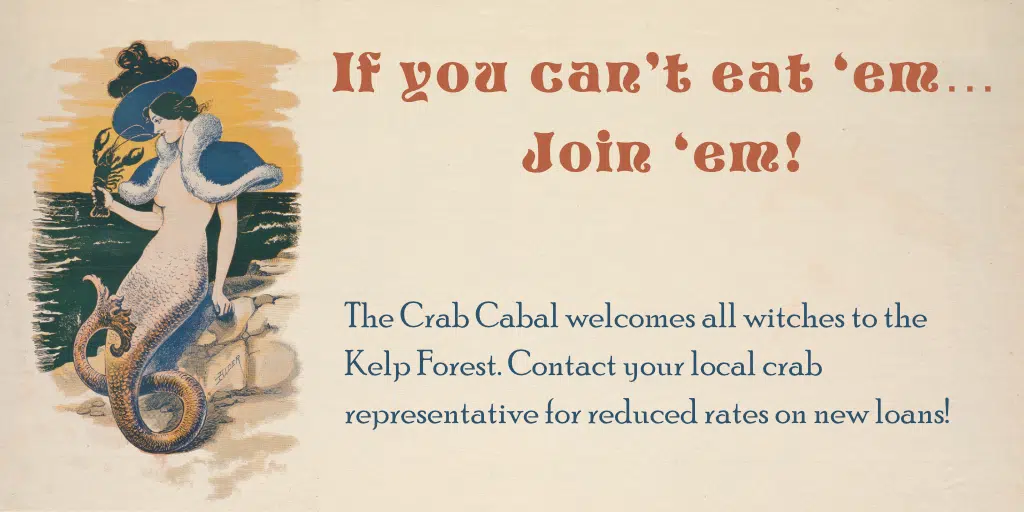 If you can’t eat ‘em...
Join ‘em!
The Crab Cabal welcomes all witches to the
Kelp Forest. Contact your local crab
representative for reduced rates on new loans!